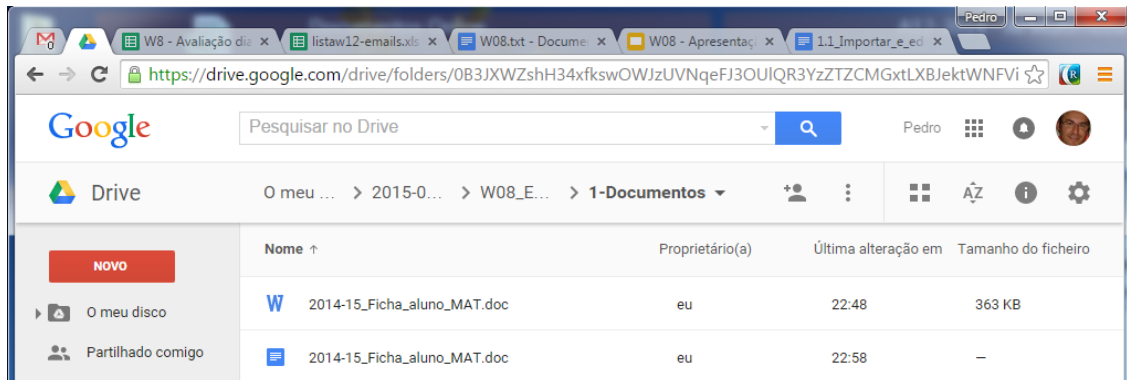 Pedro
W8 - Avaliação dia listaw12-emails.xls W08.txt - Docume W08 - Apresentaç 1.1_Importar_e_ed
https://drive.google.com/drive/folders/0B3JXWZshH34xfkswOWJzUVNqeFJ3OUlQR3YzZTZCMGxtLXBJektWNFVi
Google Pesquisar no Drive Pedro
Drive O meu ... > 2015-0... > W08_E... > 1-Documentos AZ
Nome ↑ Proprietário(a) Última alteração em Tamanho do ficheiro
NOVO
W 2014-15_Ficha_aluno_MAT.doc eu 22:48 363 KB
O meu disco
Partilhado comigo
2014-15_Ficha_aluno_MAT.doc eu 22:58 —